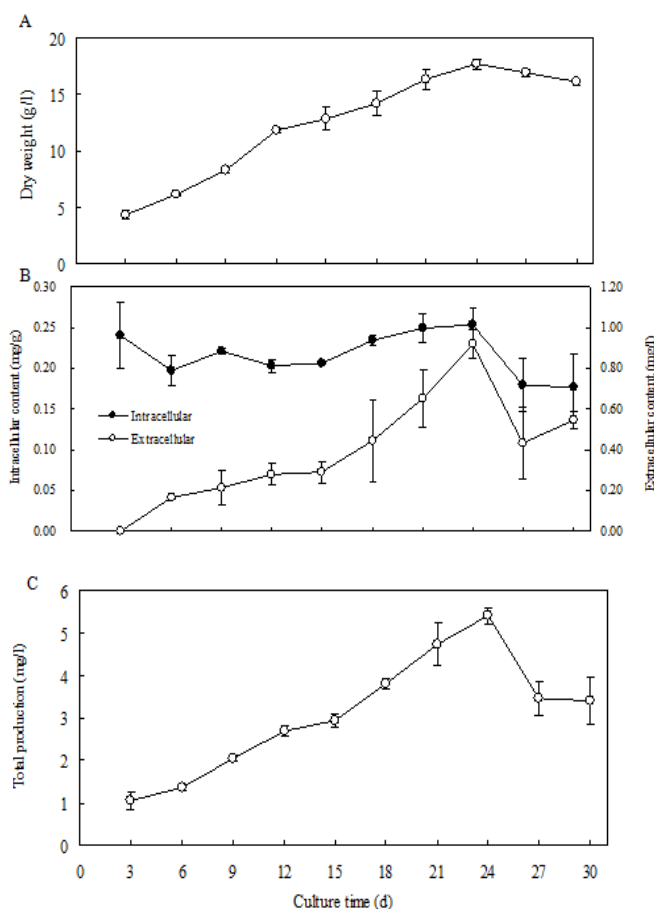 A
20
15
10
5
0
Dry weight (g/l)
B
0.30
0.25
0.20
0.15
0.10
0.05
0.00
Intracellular content (mg/g)
Intracellular
Extracellular
1.20
1.00
0.80
0.60
0.40
0.20
0.00
Extracellular content (mg/l)
C
6
5
4
3
2
1
0
Total production (mg/l)
0 3 6 9 12 15 18 21 24 27 30
Culture time (d)